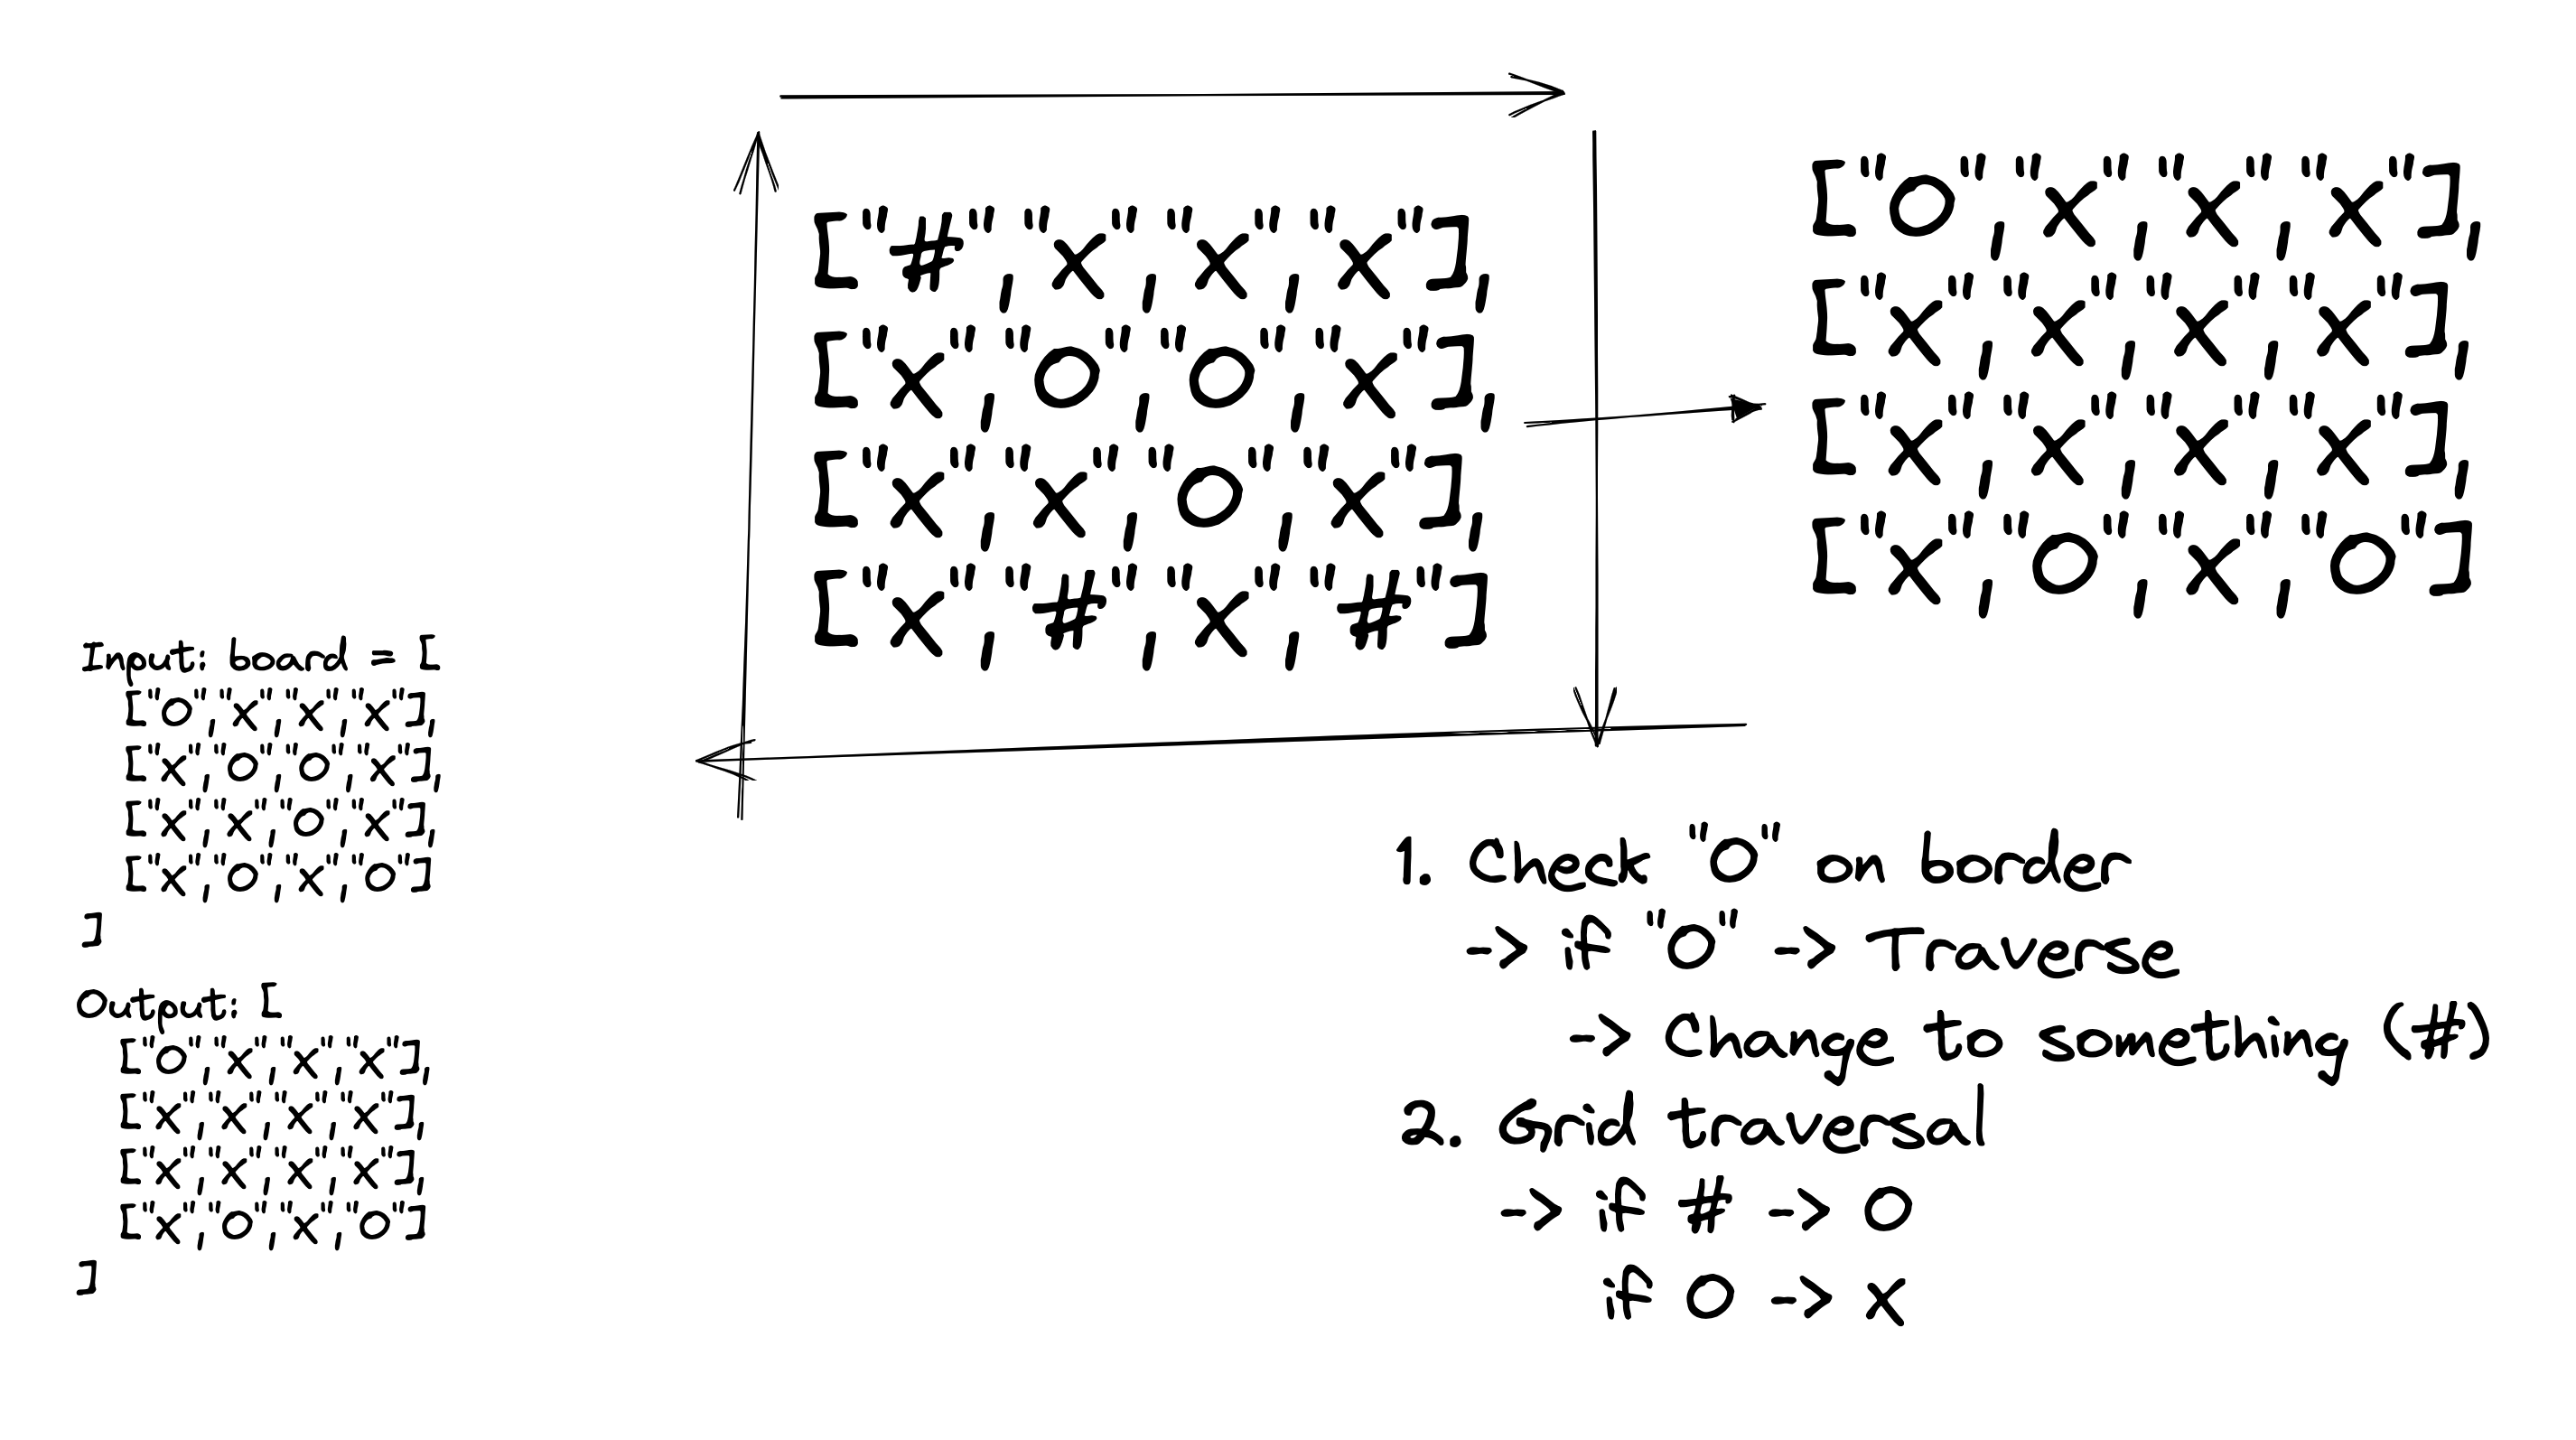 ["#", "x", "x", "x"],
["x", "O", "O", "x"],
["x", "x", "O", "x"],
["x", "#", "x", "#"]
["O", "x", "x", "x"],
["x", "x", "x", "x"],
["x", "x", "x", "x"],
["x", "O", "x", "O"]
Input: board = [
["O", "x", "x", "x"],
["x", "O", "O", "x"],
["x", "x", "O", "x"],
["x", "O", "x", "O"]
]
Output: [
["O", "x", "x", "x"],
["x", "x", "x", "x"],
["x", "x", "x", "x"],
["x", "O", "x", "O"]
]
1. Check "O" on border
-> if "O" -> Traverse
-> Change to something (#)
2. Grid traversal
-> if # -> O
if O -> x